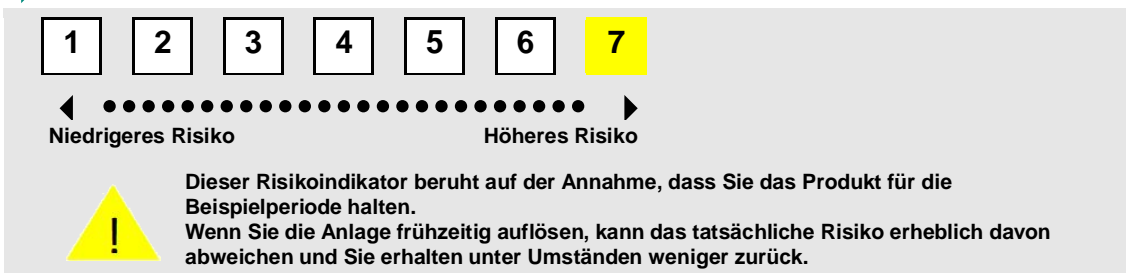 1 2 3 4 5 6 7
Niedrigeres Risiko Höheres Risiko
!
Dieser Risikoindikator beruht auf der Annahme, dass Sie das Produkt für die
Beispielperiode halten.
Wenn Sie die Anlage frühzeitig auflösen, kann das tatsächliche Risiko erheblich davon
abweichen und Sie erhalten unter Umständen weniger zurück.